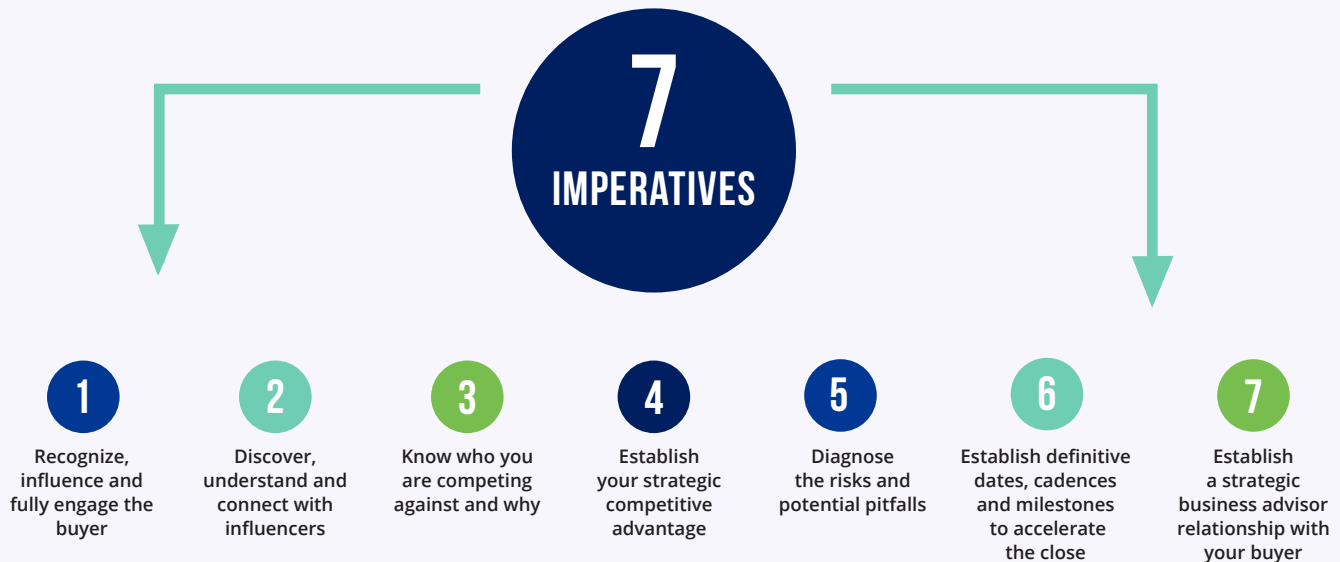 7
IMPERATIVES
1
Recognize,
influence and
fully engage the
buyer
2
Discover,
understand and
connect with
influencers
3
Know who you
are competing
against and why
4
Establish
your strategic
competitive
advantage
5
Diagnose
the risks and
potential pitfalls
6
Establish definitive
dates, cadences
and milestones
to accelerate
the close
7
Establish
a strategic
business advisor
relationship with
your buyer